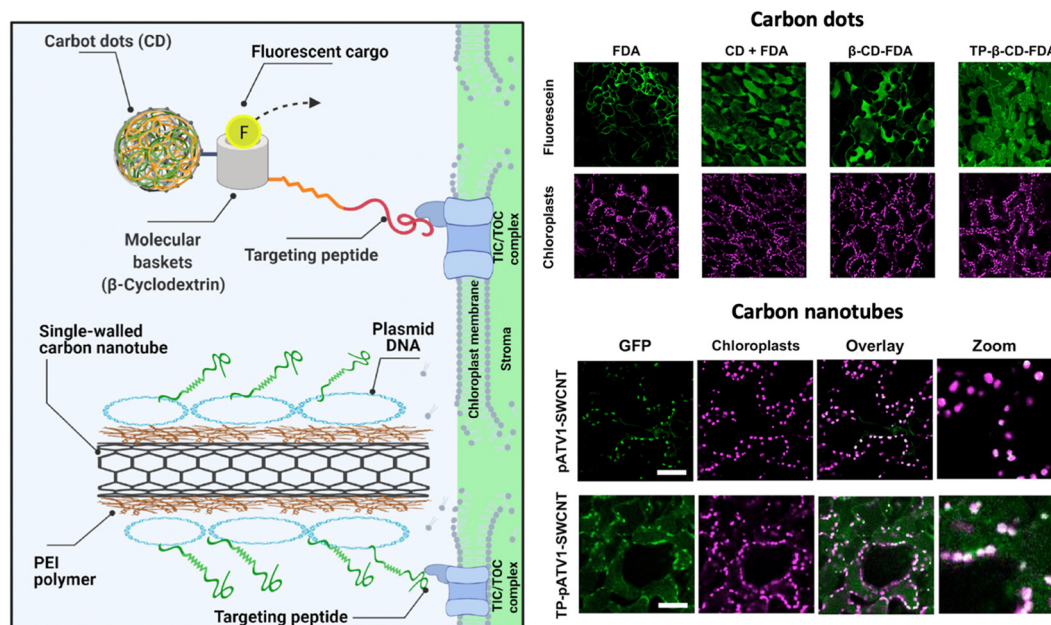 Carbot dots (CD)
Fluorescent cargo
F
Molecular
baskets
(β-Cyclodextrin)
Targeting peptide
TIC/TOC
complex
Single-walled
carbon nanotube
Plasmid
DNA
Chloroplast membrane
Stroma
PEI
polymer
Targeting peptide
TIC/TOC
complex
Carbon dots
FDA
CD + FDA
β-CD-FDA
TP-β-CD-FDA
Fluorescein
Chloroplasts
Carbon nanotubes
GFP
Chloroplasts
Overlay
Zoom
pATV1-SWCNT
TP-pATV1-SWCNT